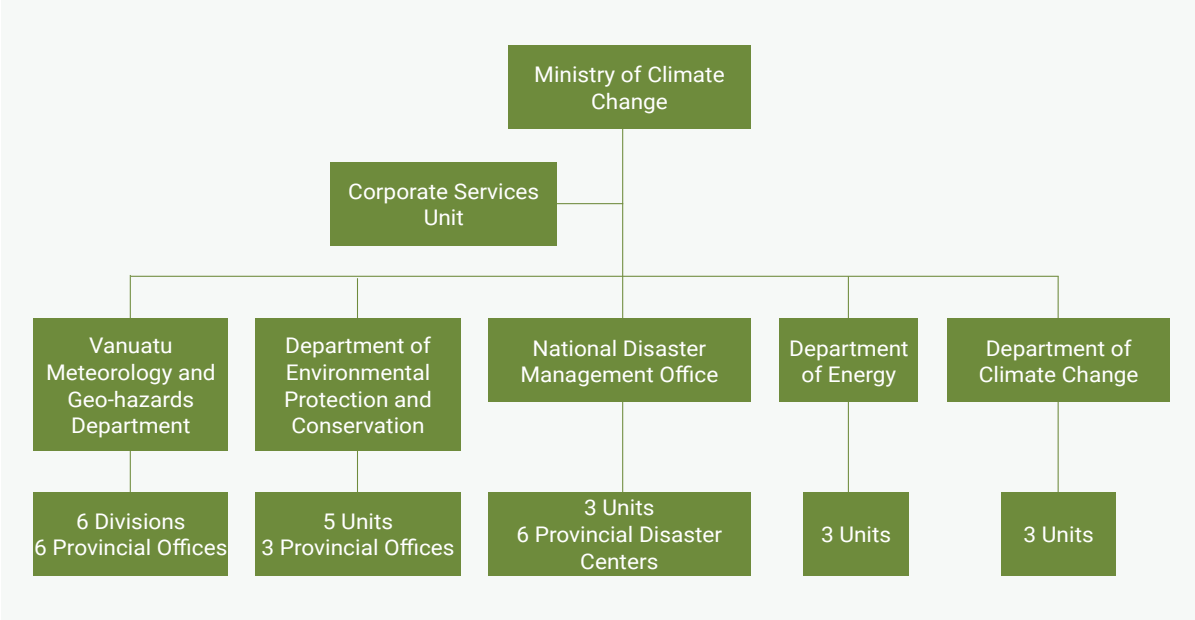 Ministry of Climate
Change
Corporate Services
Unit
Vanuatu
Meteorology and
Geo-hazards
Department
Department of
Environmental
Protection and
Conservation
National Disaster
Management Office
Department
of Energy
Department of
Climate Change
6 Divisions
6 Provincial Offices
5 Units
3 Provincial Offices
3 Units
6 Provincial Disaster
Centers
3 Units
3 Units